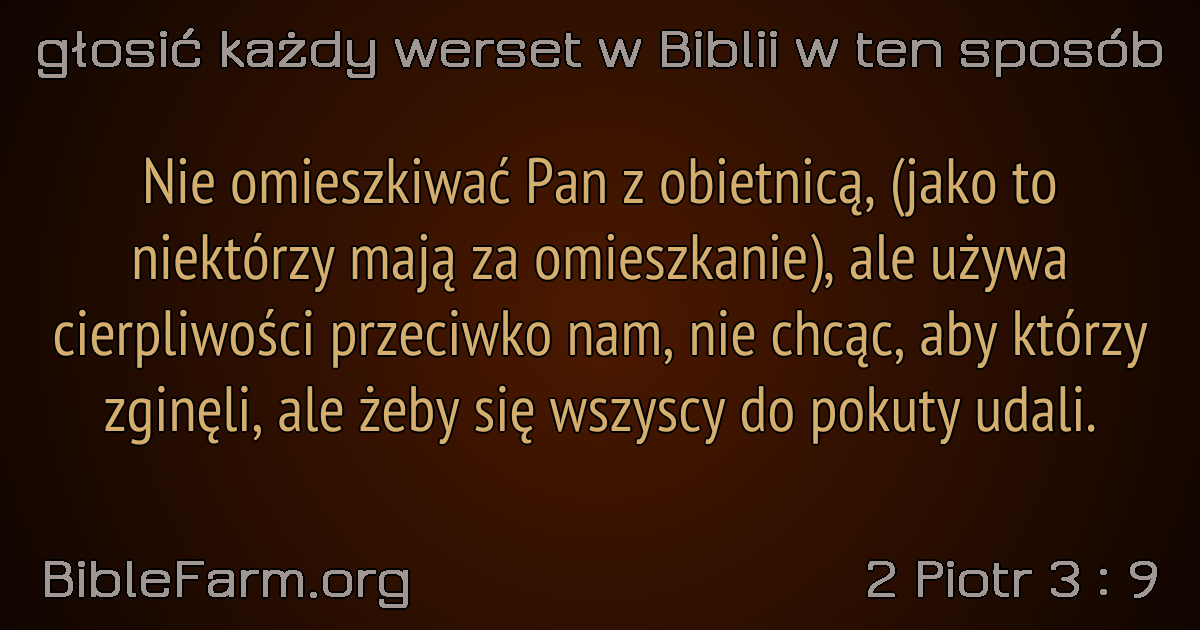 głosić każdy werset w Biblii w ten sposób
Nie omieszkiwać Pan z obietnicą, (jako to
niektórzy mają za omieszkanie), ale używa
cierpliwości przeciwko nam, nie chcąc, aby którzy
zginęli, ale żeby się wszyscy do pokuty udali.
BibleFarm.org
2 Piotr 3 : 9